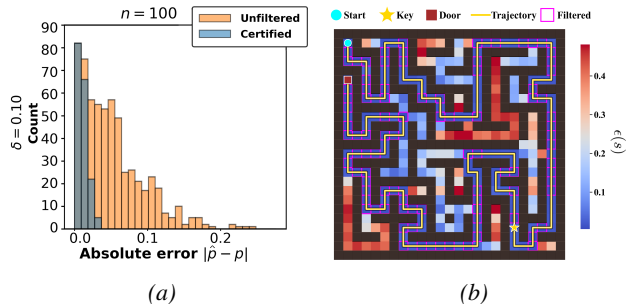 n = 100
Unfiltered
Certified
δ = 0.10
Count
90
80
70
60
50
40
30
20
10
0
0.0 0.1 0.2
Absolute error |p̂ − p|
(a)
Start Key Door Trajectory Filtered
0.4
0.3
0.2
0.1
ϵ(s)
(b)